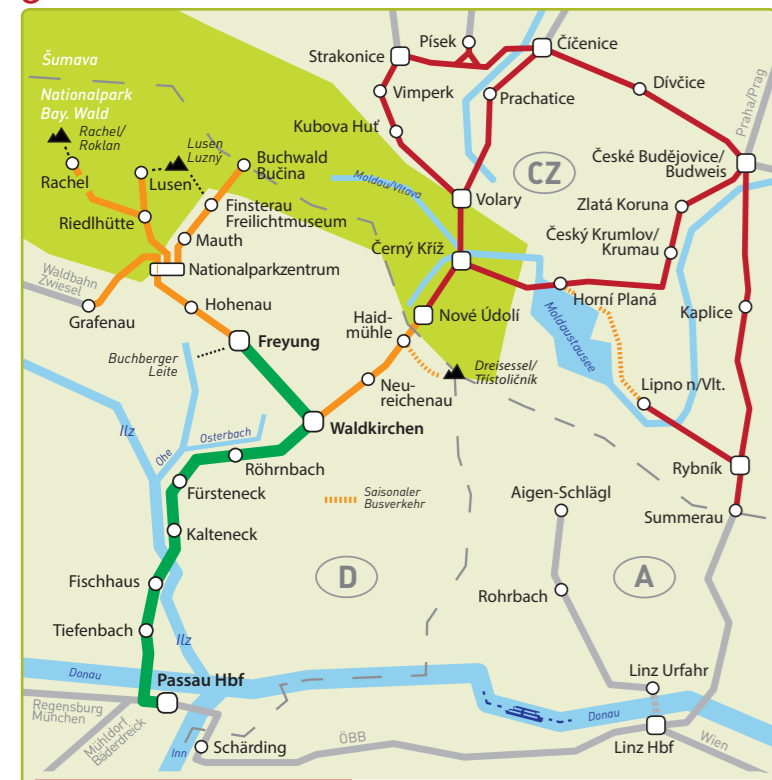 Šumava
Nationalpark
Bay. Wald
Rachel/
Roklan
Lusen
Luzný
Rachel
Lusen
Buchwald
Bučina
Finsterau
Freilichtmuseum
Riedlhütte
Mauth
Nationalparkzentrum
Waldbahn
Zwiesel
Grafenau
Hohenau
Freyung
Buchberger
Leite
Strakonice
Písek
Číčenice
Vimperk
Prachatice
Dívčice
Kubova Huť
Praha/Prag
České Budějovice/
Budweis
CZ
Moldau/Vltava
Volary
Zlatá Koruna
Český Krumlov/
Krumau
Černý Kříž
Horní Planá
Kaplice
Nové Údolí
Moldaustausee
Haid-
mühle
Dreisessel/
Třístoličník
Neu-
reichenau
Lipno n/Vlt.
Waldkirchen
Ilz
Ohe
Osterbach
Röhrnbach
Rybník
Fürsteneck
Saisonaler
Busverkehr
Aigen-Schlägl
Summerau
Kalteneck
Fischhaus
D
A
Rohrbach
Tiefenbach
Ilz
Donau
Passau Hbf
Linz Urfahr
Regensburg
München
Mühldorf
Bäderdreick
Inn
Schärding
ÖBB
Donau
Linz Hbf
Wien